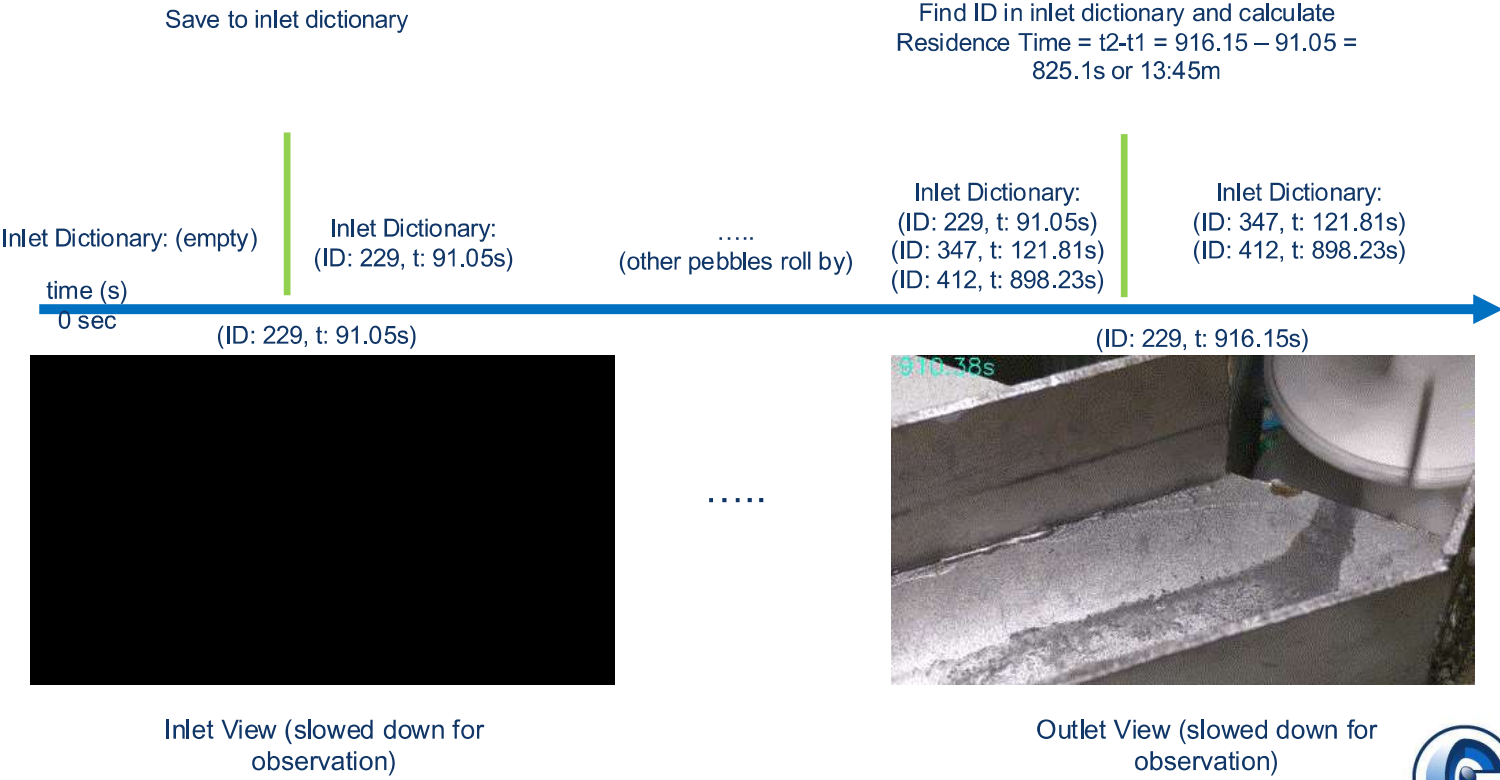 Save to inlet dictionary
Find ID in inlet dictionary and calculate
Residence Time = t2-t1 = 916.15 – 91.05 =
825.1s or 13:45m
Inlet Dictionary: (empty)
Inlet Dictionary:
(ID: 229, t: 91.05s)
.....
(other pebbles roll by)
Inlet Dictionary:
(ID: 229, t: 91.05s)
(ID: 347, t: 121.81s)
(ID: 412, t: 898.23s)
Inlet Dictionary:
(ID: 347, t: 121.81s)
(ID: 412, t: 898.23s)
time (s)
0 sec
(ID: 229, t: 91.05s)
(ID: 229, t: 916.15s)
910.38s
.....
Inlet View (slowed down for
observation)
Outlet View (slowed down for
observation)